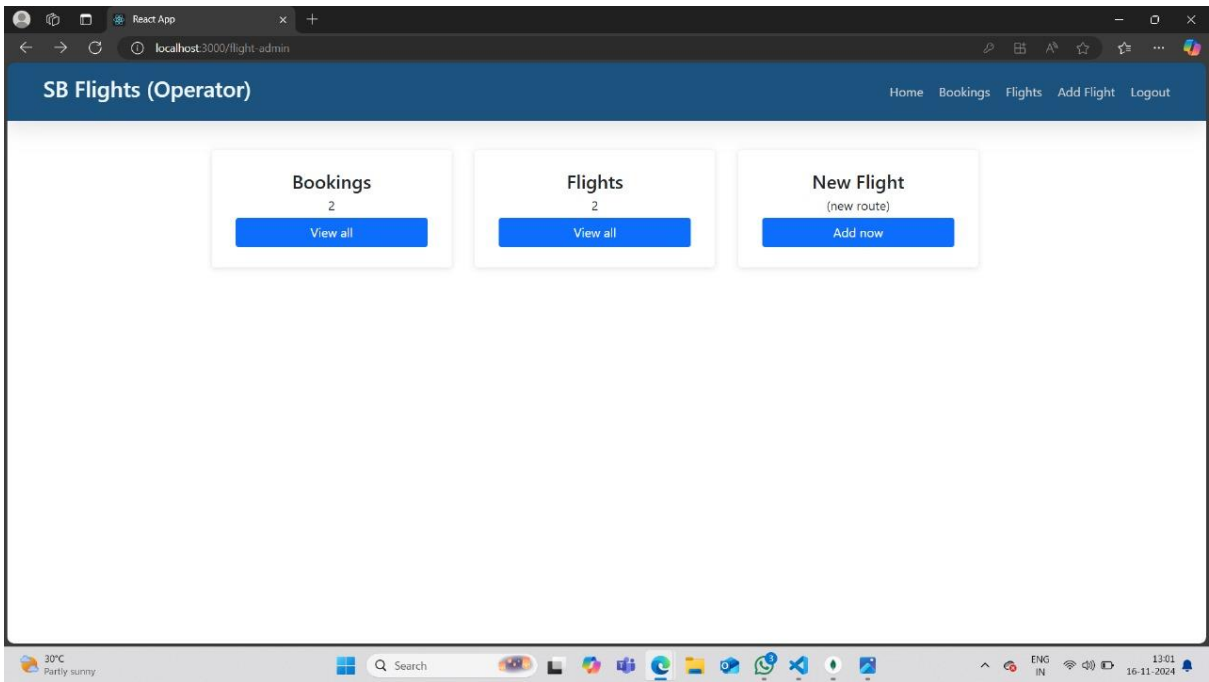 React App
localhost:3000/flight-admin
SB Flights (Operator)
Home Bookings Flights Add Flight Logout
Bookings
2
View all
Flights
2
View all
New Flight
(new route)
Add now
30°C
Partly sunny
Search
3
ENG
IN
13:01
16-11-2024